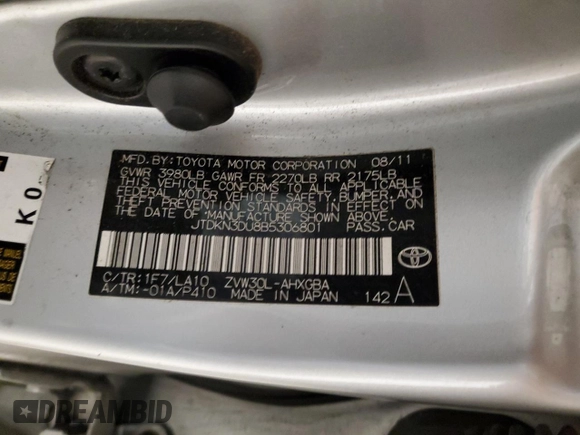 MFD.BY: TOYOTA MOTOR CORPORATION 08/11
GVWR 3980LB GAWR FR 2270LB RR 2175LB
THIS VEHICLE CONFORMS TO ALL APPLICABLE
FEDERAL MOTOR VEHICLE SAFETY, BUMPER, AND
THEFT PREVENTION STANDARDS IN EFFECT ON
THE DATE OF MANUFACTURE SHOWN ABOVE.
JTDKN3DU8B5306801 PASS.CAR
C/TR:1F7/LA10 ZVW30L-AHXGBA
A/TM:-01A/P410 MADE IN JAPAN 142 A
K0
DREAMBID